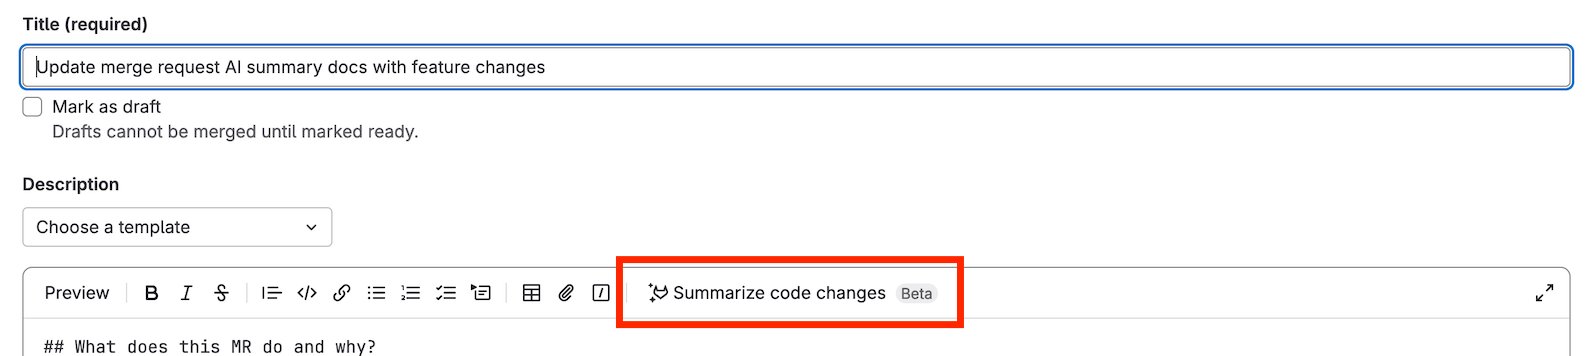 Title (required)
Update merge request AI summary docs with feature changes
Mark as draft
Drafts cannot be merged until marked ready.
Description
Choose a template
Preview B I S Summarize code changes Beta
## What does this MR do and why?